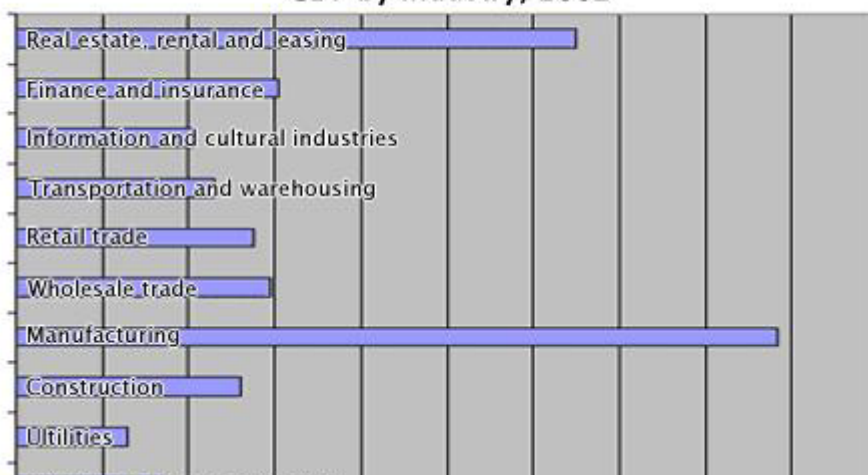 Real estate, rental and leasing
Finance and insurance
Information and cultural industries
Transportation and warehousing
Retail trade
Wholesale trade
Manufacturing
Construction
Ultilities